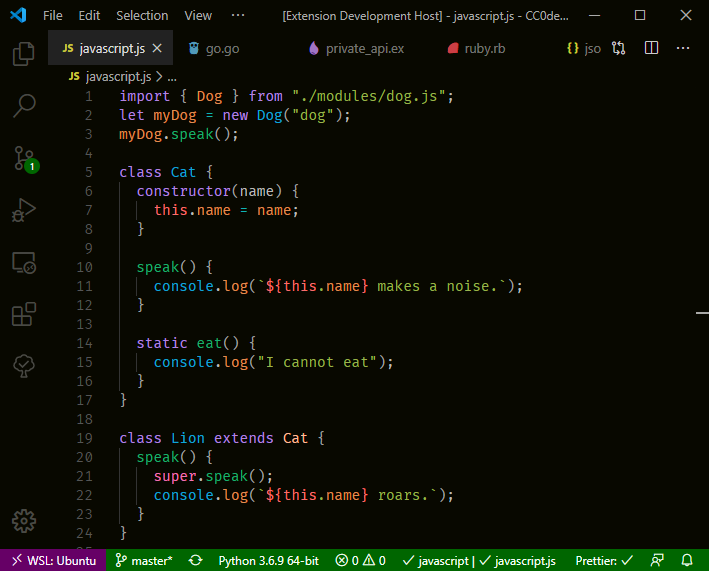 File Edit Selection View ··· [Extension Development Host] - javascript.js - CC0de...
JS javascript.js go.go private_api.ex ruby.rb {} jso ···
JS javascript.js > ...
1 import { Dog } from "./modules/dog.js";
2 let myDog = new Dog("dog");
3 myDog.speak();
4
5 class Cat {
6 constructor(name) {
7 this.name = name;
8 }
9
10 speak() {
11 console.log(`${this.name} makes a noise.`);
12 }
13
14 static eat() {
15 console.log("I cannot eat");
16 }
17 }
18
19 class Lion extends Cat {
20 speak() {
21 super.speak();
22 console.log(`${this.name} roars.`);
23 }
24 }
1
WSL: Ubuntu master* Python 3.6.9 64-bit 0 0 ✓ javascript | ✓ javascript.js Prettier: ✓